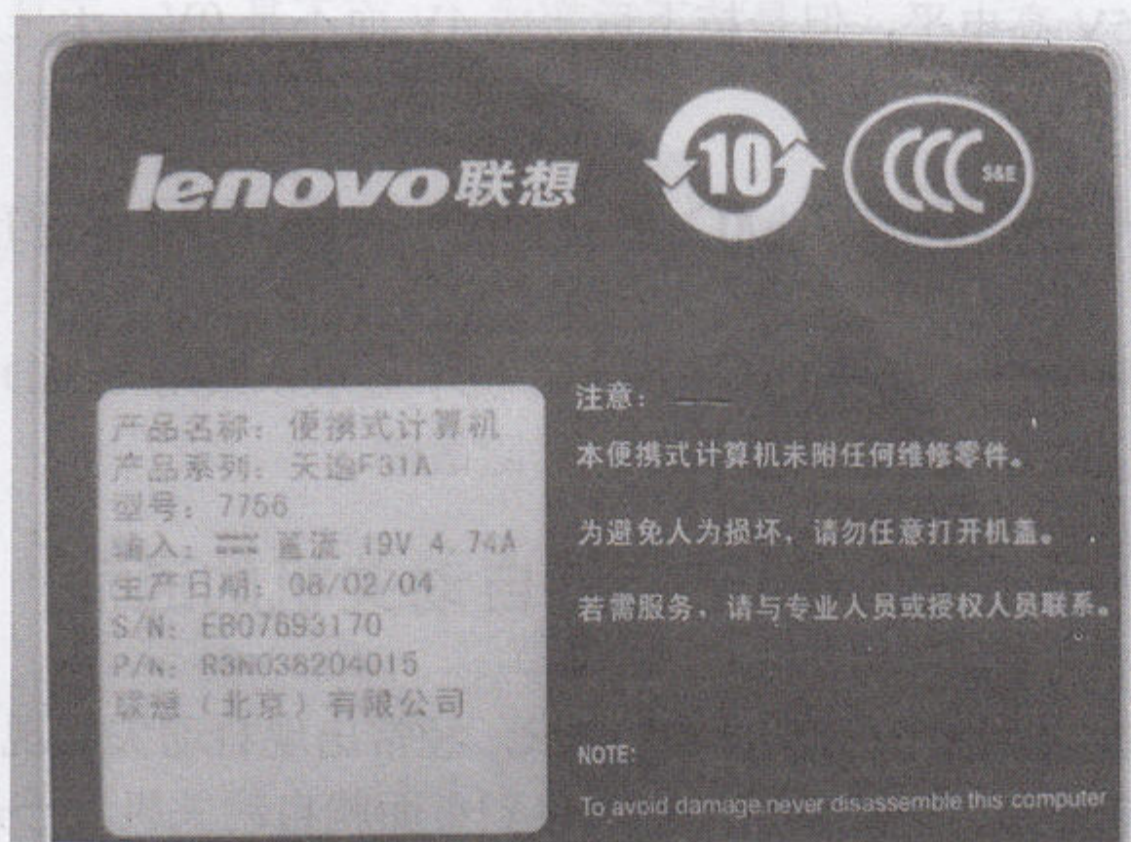 lenovo联想
10
CCC S&E
产品名称：便携式计算机
产品系列：天逸F31A
型号：7756
输入：直流 19V 4.74A
生产日期：08/02/04
S/N：EB07693170
P/N：R3N038204015
联想（北京）有限公司
注意：
本便携式计算机未附任何维修零件。
为避免人为损坏，请勿任意打开机盖。
若需服务，请与专业人员或授权人员联系。
NOTE:
To avoid damage.never disassemble this computer